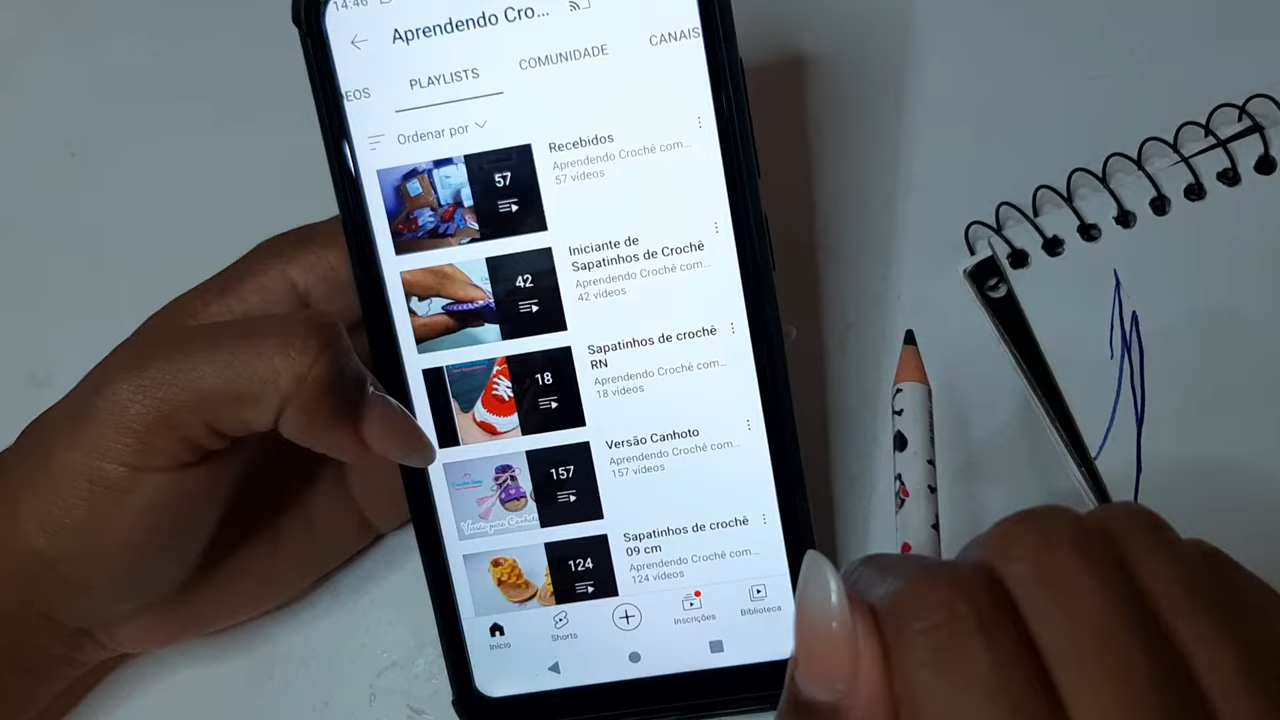 14:46
Aprendendo Cro...
EOS
PLAYLISTS
COMUNIDADE
CANAIS
Ordenar por
57
Recebidos
Aprendendo Crochê com...
57 vídeos
42
Iniciante de
Sapatinhos de Crochê
Aprendendo Crochê com...
42 vídeos
18
Sapatinhos de crochê
RN
Aprendendo Crochê com...
18 vídeos
157
Versão para Canhoto
Versão Canhoto
Aprendendo Crochê com...
157 vídeos
124
Sapatinhos de crochê
09 cm
Aprendendo Crochê com...
124 vídeos
Início
Shorts
Inscrições
Biblioteca